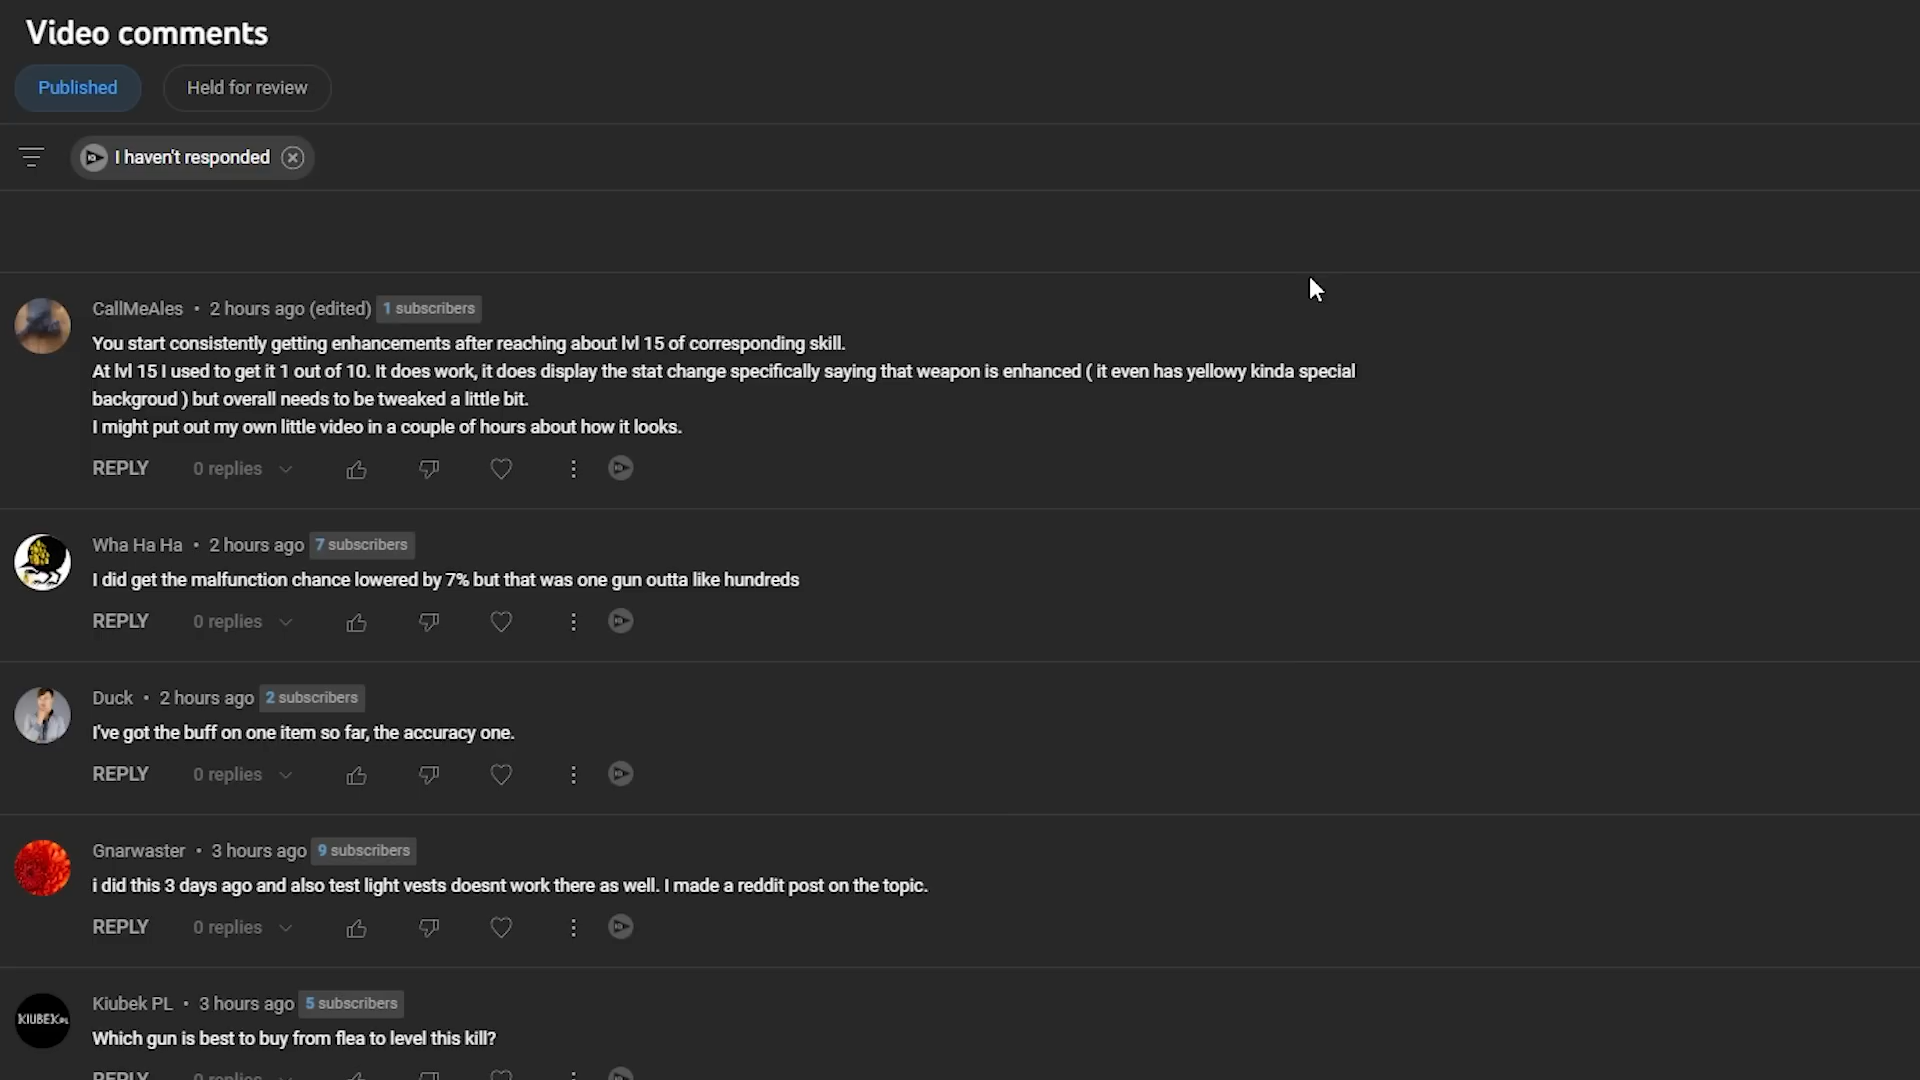 Video comments
Published
Held for review
I haven't responded
CallMeAles • 2 hours ago (edited) 1 subscribers
You start consistently getting enhancements after reaching about lvl 15 of corresponding skill.
At lvl 15 I used to get it 1 out of 10. It does work, it does display the stat change specifically saying that weapon is enhanced ( it even has yellowy kinda special
backgroud ) but overall needs to be tweaked a little bit.
I might put out my own little video in a couple of hours about how it looks.
REPLY 0 replies
Wha Ha Ha • 2 hours ago 7 subscribers
I did get the malfunction chance lowered by 7% but that was one gun outta like hundreds
REPLY 0 replies
Duck • 2 hours ago 2 subscribers
I've got the buff on one item so far, the accuracy one.
REPLY 0 replies
Gnarwaster • 3 hours ago 9 subscribers
i did this 3 days ago and also test light vests doesnt work there as well. I made a reddit post on the topic.
REPLY 0 replies
KIUBEK PL
Kiubek PL • 3 hours ago 5 subscribers
Which gun is best to buy from flea to level this kill?
REPLY 0 replies